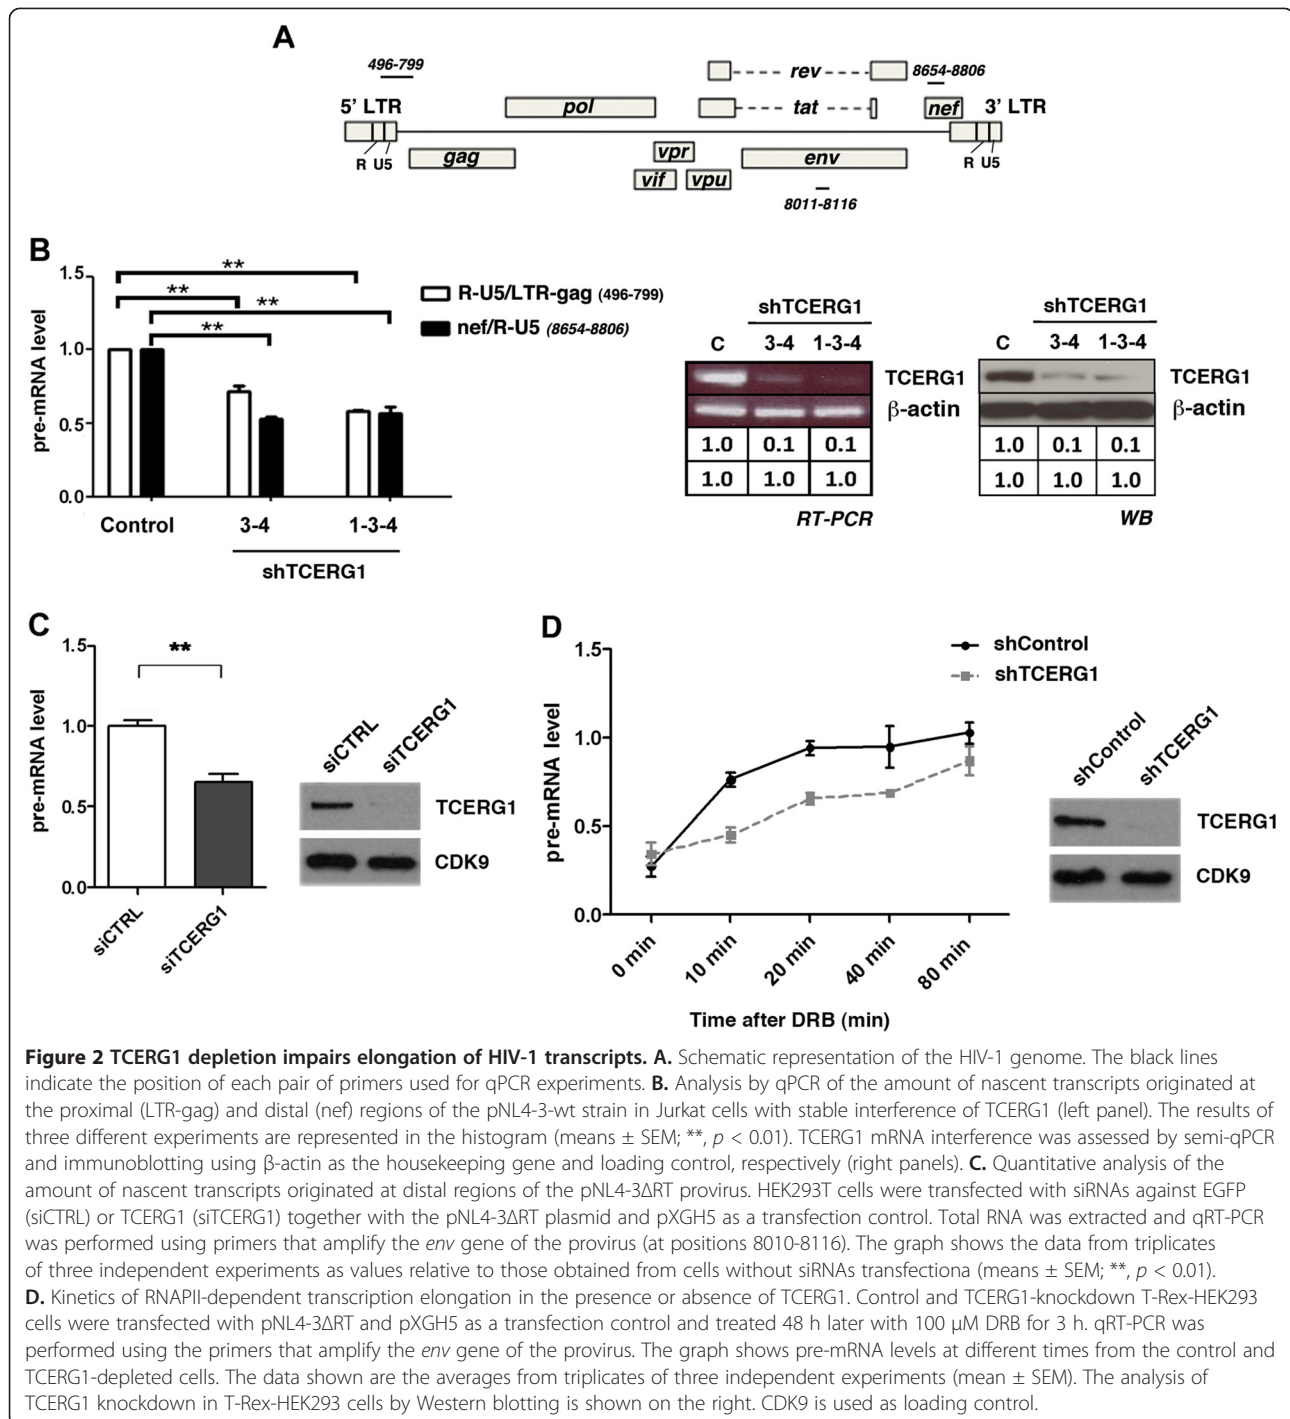 A
496-799
rev
8654-8806
5' LTR
pol
tat
nef
3' LTR
R U5
gag
vpr
env
R U5
vif
vpu
8011-8116
B
pre-mRNA level
1.5
1.0
0.5
0.0
**
**
**
**
R-U5/LTR-gag (496-799)
nef/R-U5 (8654-8806)
Control
3-4
1-3-4
shTCERG1
shTCERG1
C 3-4 1-3-4
TCERG1
β-actin
1.0 0.1 0.1
1.0 1.0 1.0
RT-PCR
shTCERG1
C 3-4 1-3-4
TCERG1
β-actin
1.0 0.1 0.1
1.0 1.0 1.0
WB
C
pre-mRNA level
1.5
1.0
0.5
0.0
**
siCTRL
siTCERG1
siCTRL
siTCERG1
TCERG1
CDK9
D
pre-mRNA level
1.5
1.0
0.5
0.0
shControl
shTCERG1
0 min
10 min
20 min
40 min
80 min
Time after DRB (min)
shControl
shTCERG1
TCERG1
CDK9
Figure 2 TCERG1 depletion impairs elongation of HIV-1 transcripts. A. Schematic representation of the HIV-1 genome. The black lines
indicate the position of each pair of primers used for qPCR experiments. B. Analysis by qPCR of the amount of nascent transcripts originated at
the proximal (LTR-gag) and distal (nef) regions of the pNL4-3-wt strain in Jurkat cells with stable interference of TCERG1 (left panel). The results of
three different experiments are represented in the histogram (means ± SEM; **, p < 0.01). TCERG1 mRNA interference was assessed by semi-qPCR
and immunoblotting using β-actin as the housekeeping gene and loading control, respectively (right panels). C. Quantitative analysis of the
amount of nascent transcripts originated at distal regions of the pNL4-3ΔRT provirus. HEK293T cells were transfected with siRNAs against EGFP
(siCTRL) or TCERG1 (siTCERG1) together with the pNL4-3ΔRT plasmid and pXGH5 as a transfection control. Total RNA was extracted and qRT-PCR
was performed using primers that amplify the env gene of the provirus (at positions 8010-8116). The graph shows the data from triplicates
of three independent experiments as values relative to those obtained from cells without siRNAs transfectiona (means ± SEM; **, p < 0.01).
D. Kinetics of RNAPII-dependent transcription elongation in the presence or absence of TCERG1. Control and TCERG1-knockdown T-Rex-HEK293
cells were transfected with pNL4-3ΔRT and pXGH5 as a transfection control and treated 48 h later with 100 μM DRB for 3 h. qRT-PCR was
performed using the primers that amplify the env gene of the provirus. The graph shows pre-mRNA levels at different times from the control and
TCERG1-depleted cells. The data shown are the averages from triplicates of three independent experiments (mean ± SEM). The analysis of
TCERG1 knockdown in T-Rex-HEK293 cells by Western blotting is shown on the right. CDK9 is used as loading control.